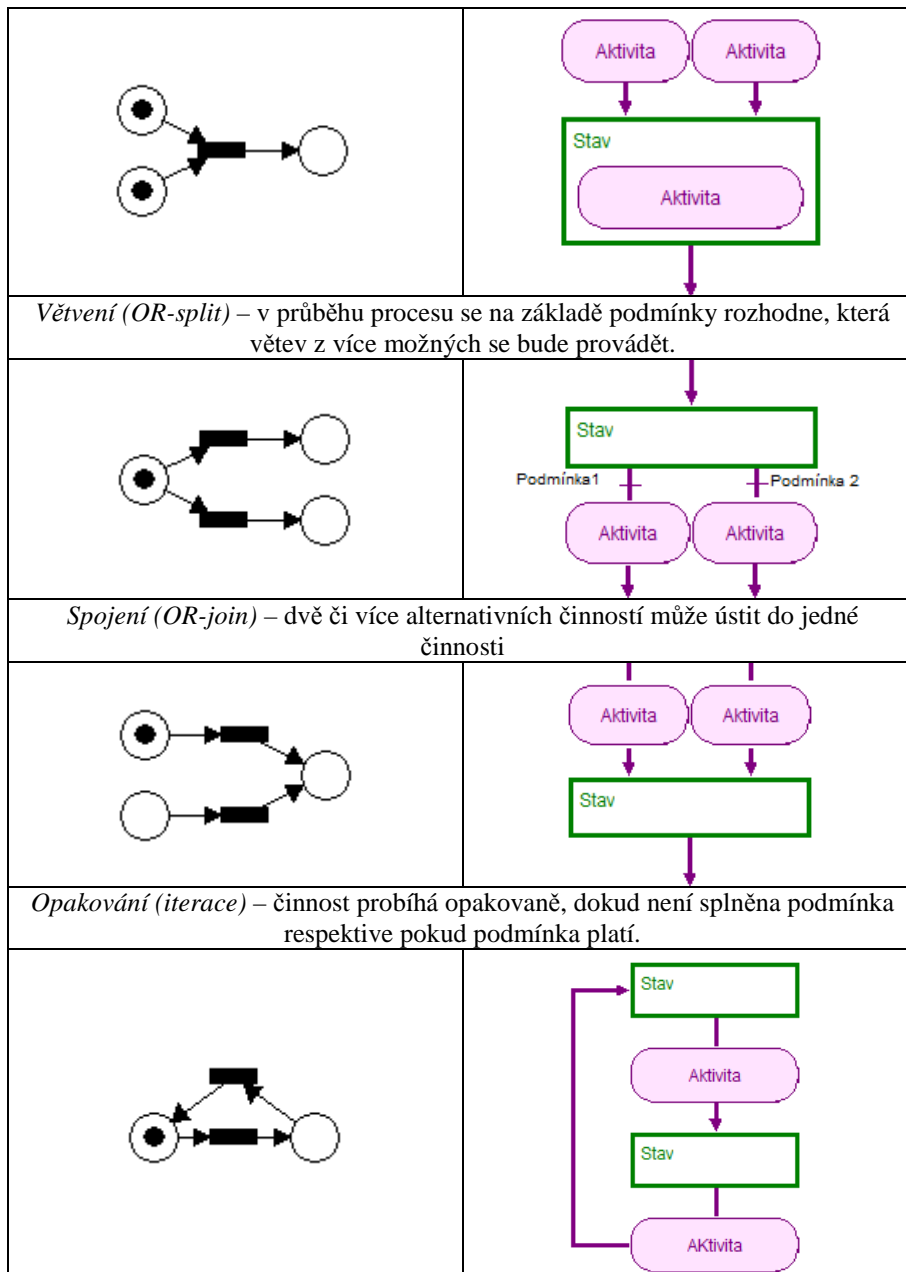 Aktivita Aktivita
Stav
Aktivita
Větvení (OR-split) – v průběhu procesu se na základě podmínky rozhodne, která
větev z více možných se bude provádět.
Stav
Podmínka1 Podmínka 2
Aktivita Aktivita
Spojení (OR-join) – dvě či více alternativních činností může ústit do jedné
činnosti
Aktivita Aktivita
Stav
Opakování (iterace) – činnost probíhá opakovaně, dokud není splněna podmínka
respektive pokud podmínka platí.
Stav
Aktivita
Stav
AKtivita